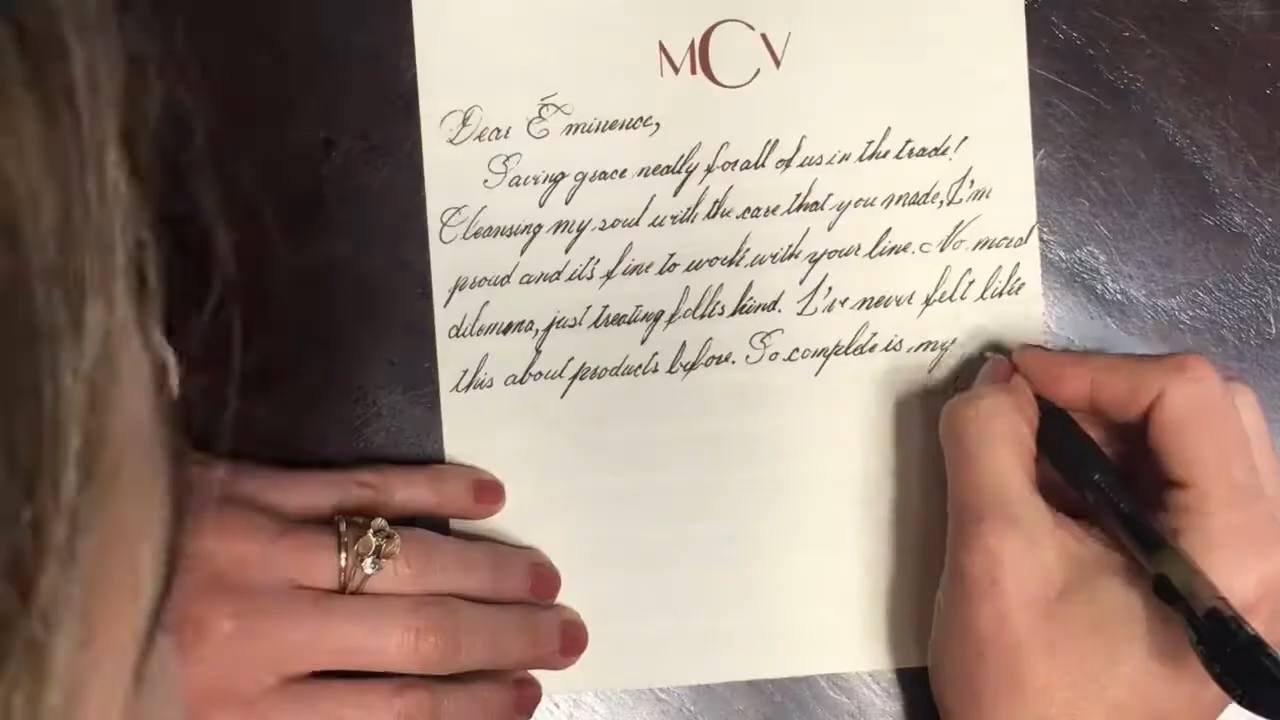 MCV
Dear Éminence,
Saving grace neatly for all of us in the trade!
Cleansing my soul with the care that you made, I'm
proud and it's fine to work with your line. No moral
dilemma, just treating folks kind. I've never felt like
this about products before. So complete is my